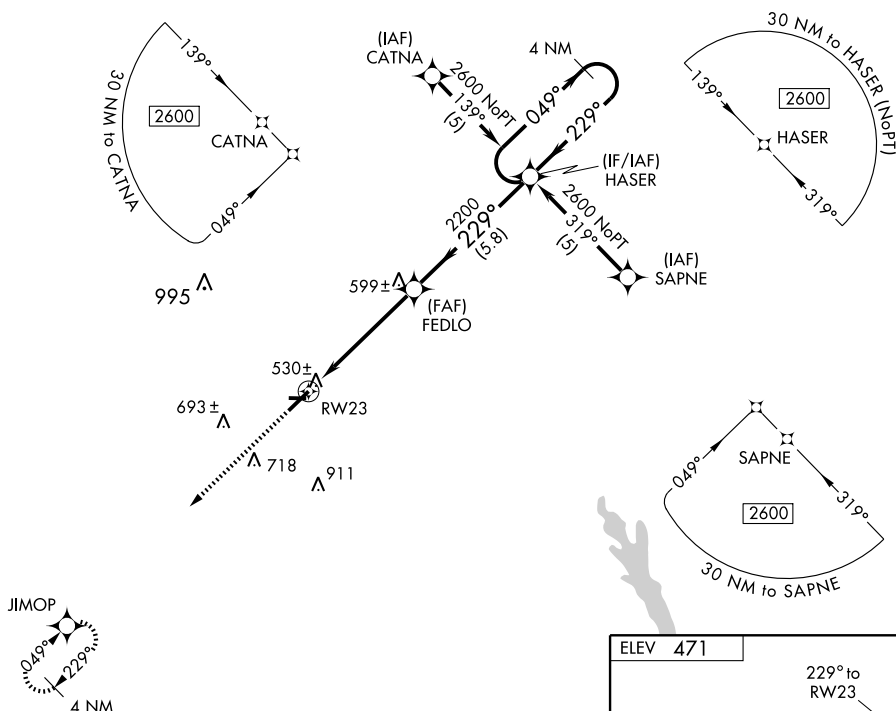 139°
30 NM to CATNA
2600
CATNA
049°
(IAF)
CATNA
2600 NoPT
139°
(5)
4 NM
049°
229°
(IF/IAF)
HASER
2600 NoPT
319°
(5)
(IAF)
SAPNE
30 NM to HASER (NoPT)
139°
2600
HASER
319°
2200
229°
(5.8)
995
599±
(FAF)
FEDLO
530±
RW23
693±
718
911
SAPNE
049°
319°
2600
30 NM to SAPNE
JIMOP
049°
229°
4 NM
ELEV 471
229° to
RW23